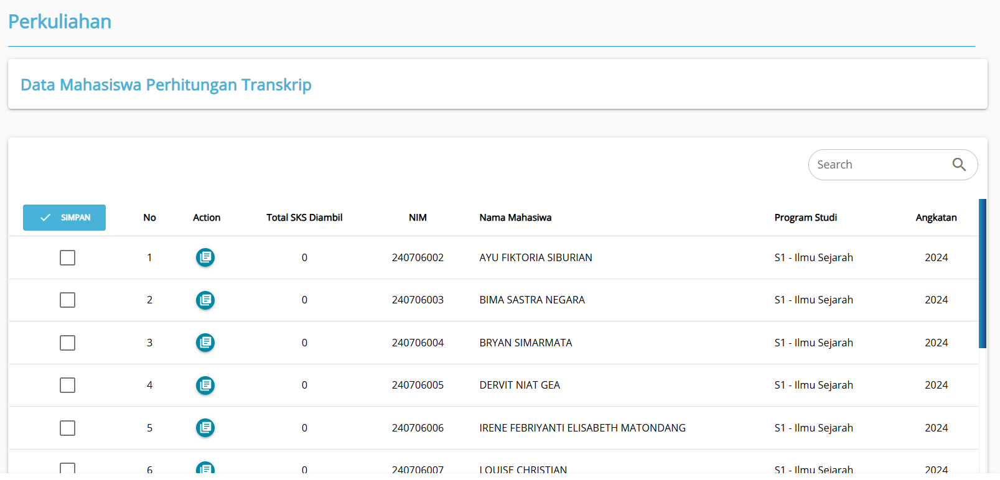 Perkuliahan
Data Mahasiswa Perhitungan Transkrip
Search
SIMPAN No Action Total SKS Diambil NIM Nama Mahasiwa Program Studi Angkatan
1 0 240706002 AYU FIKTORIA SIBURIAN S1 - Ilmu Sejarah 2024
2 0 240706003 BIMA SASTRA NEGARA S1 - Ilmu Sejarah 2024
3 0 240706004 BRYAN SIMARMATA S1 - Ilmu Sejarah 2024
4 0 240706005 DERVIT NIAT GEA S1 - Ilmu Sejarah 2024
5 0 240706006 IRENE FEBRIYANTI ELISABETH MATONDANG S1 - Ilmu Sejarah 2024
6 0 240706007 LOUISE CHRISTIAN S1 - Ilmu Sejarah 2024